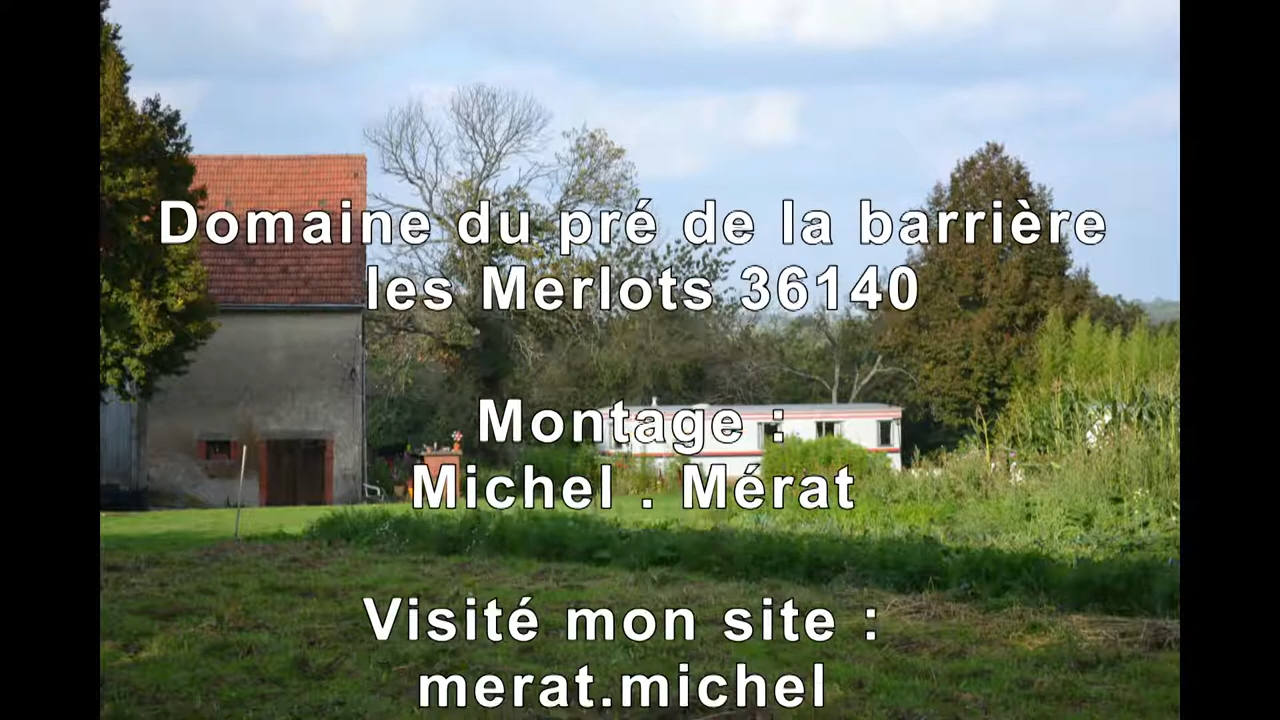 Domaine du pré de la barrière
les Merlots 36140
Montage :
Michel . Mérat
Visité mon site :
merat.michel